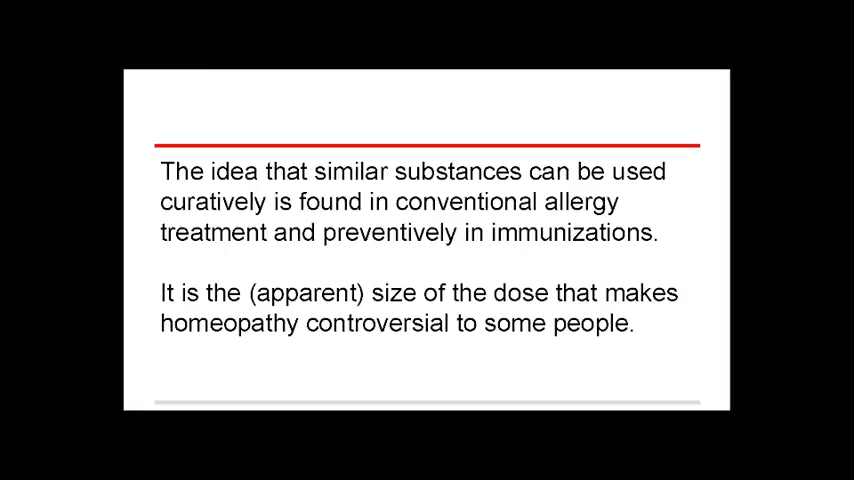 The idea that similar substances can be used
curatively is found in conventional allergy
treatment and preventively in immunizations.
It is the (apparent) size of the dose that makes
homeopathy controversial to some people.